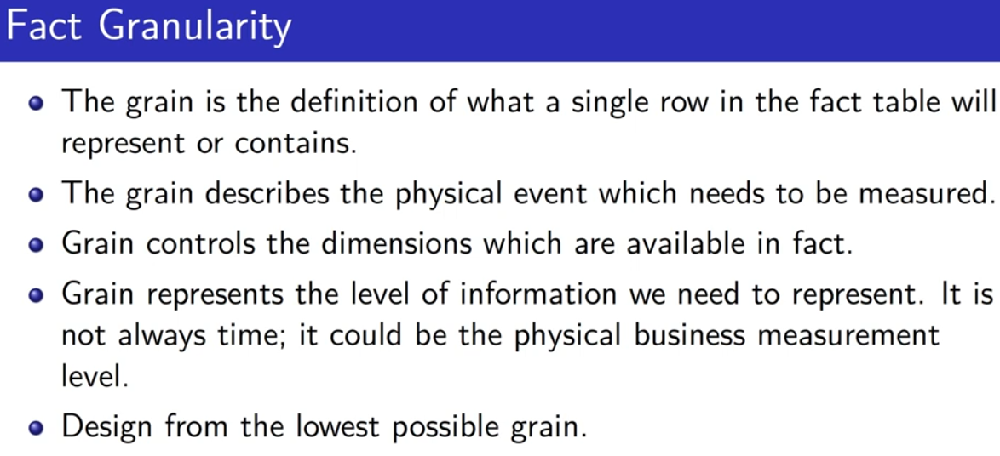 Fact Granularity
The grain is the definition of what a single row in the fact table will
represent or contains.
The grain describes the physical event which needs to be measured.
Grain controls the dimensions which are available in fact.
Grain represents the level of information we need to represent. It is
not always time; it could be the physical business measurement
level.
Design from the lowest possible grain.